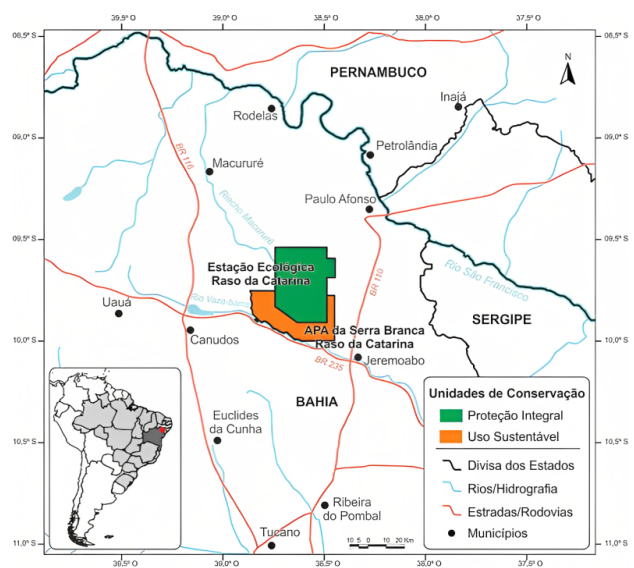 39,5° O
39,0° O
38,5° O
38,0° O
37,5° O
08,5° S
09,0° S
09,5° S
10,0° S
10,5° S
11,0° S
08,5° S
09,0° S
09,5° S
10,0° S
10,5° S
11,0° S
N
PERNAMBUCO
Inajá
Rodelas
Petrolândia
BR 116
Macururé
Riacho Macururé
Paulo Afonso
Estação Ecológica
Raso da Catarina
BR 110
Rio São Francisco
Uauá
Rio Vaza-barris
SERGIPE
APA da Serra Branca
Raso da Catarina
Canudos
BR 235
Jeremoabo
BAHIA
Euclides
da Cunha
Ribeira
do Pombal
Tucano
Unidades de Conservação
Proteção Integral
Uso Sustentável
Divisa dos Estados
Rios/Hidrografia
Estradas/Rodovias
Municípios
10 5 0 10 20 Km
39,5° O
39,0° O
38,5° O
38,0° O
37,5° O